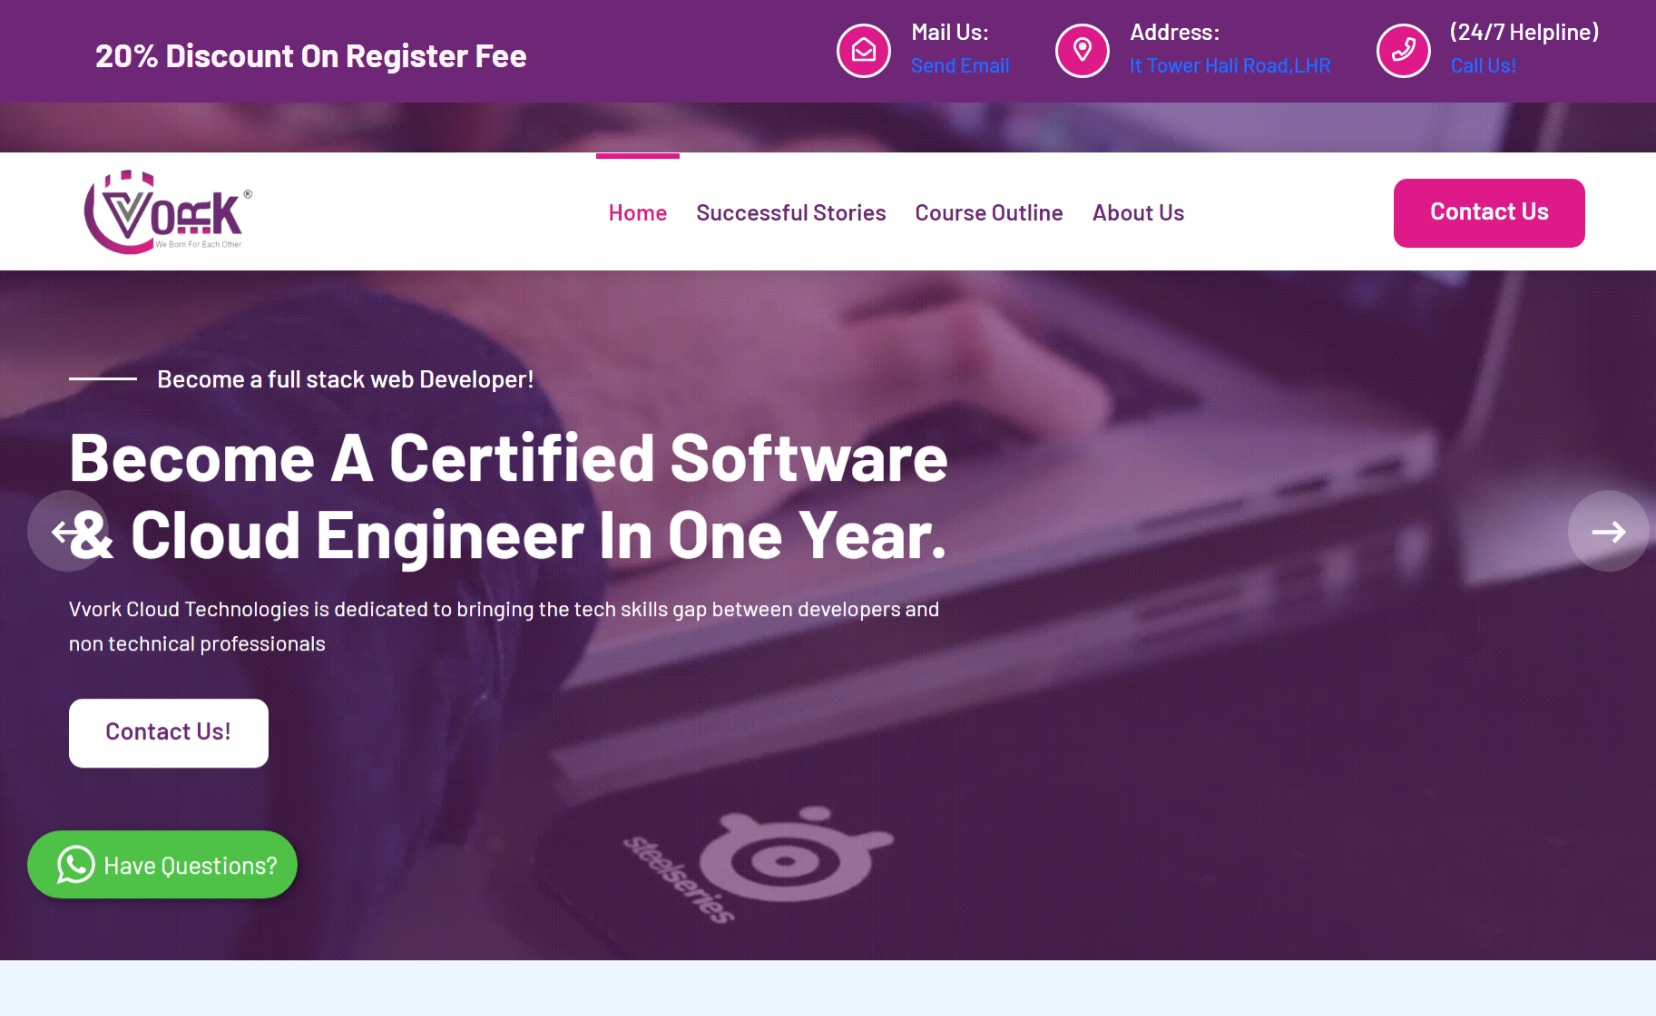 20% Discount On Register Fee
Mail Us:
Send Email
Address:
It Tower Hall Road,LHR
(24/7 Helpline)
Call Us!
VVORK ®
We Born For Each Other
Home
Successful Stories
Course Outline
About Us
Contact Us
Become a full stack web Developer!
Become A Certified Software
& Cloud Engineer In One Year.
Vvork Cloud Technologies is dedicated to bringing the tech skills gap between developers and
non technical professionals
Contact Us!
Have Questions?
steelseries